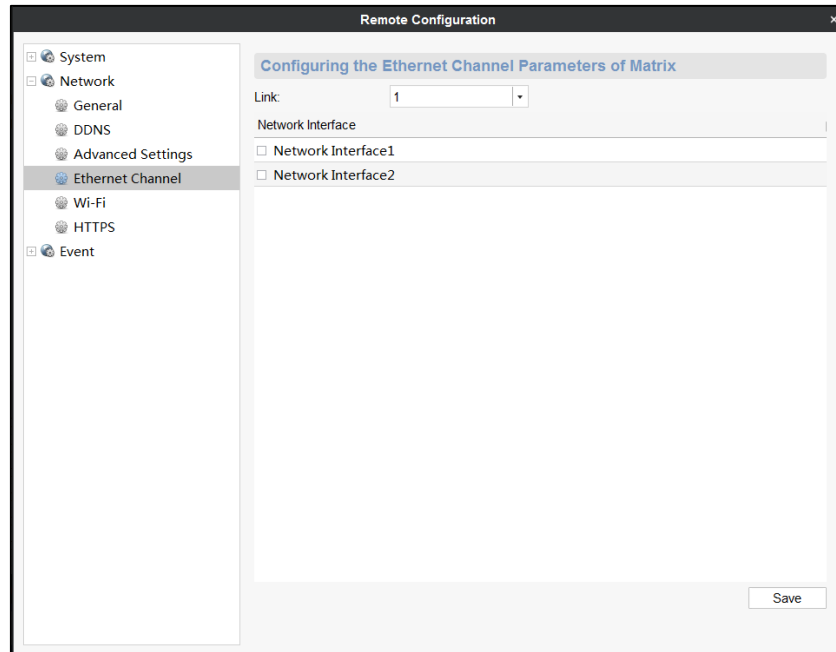 Remote Configuration
×
System
Network
General
DDNS
Advanced Settings
Ethernet Channel
Wi-Fi
HTTPS
Event
Configuring the Ethernet Channel Parameters of Matrix
Link: 1
Network Interface
Network Interface1
Network Interface2
Save